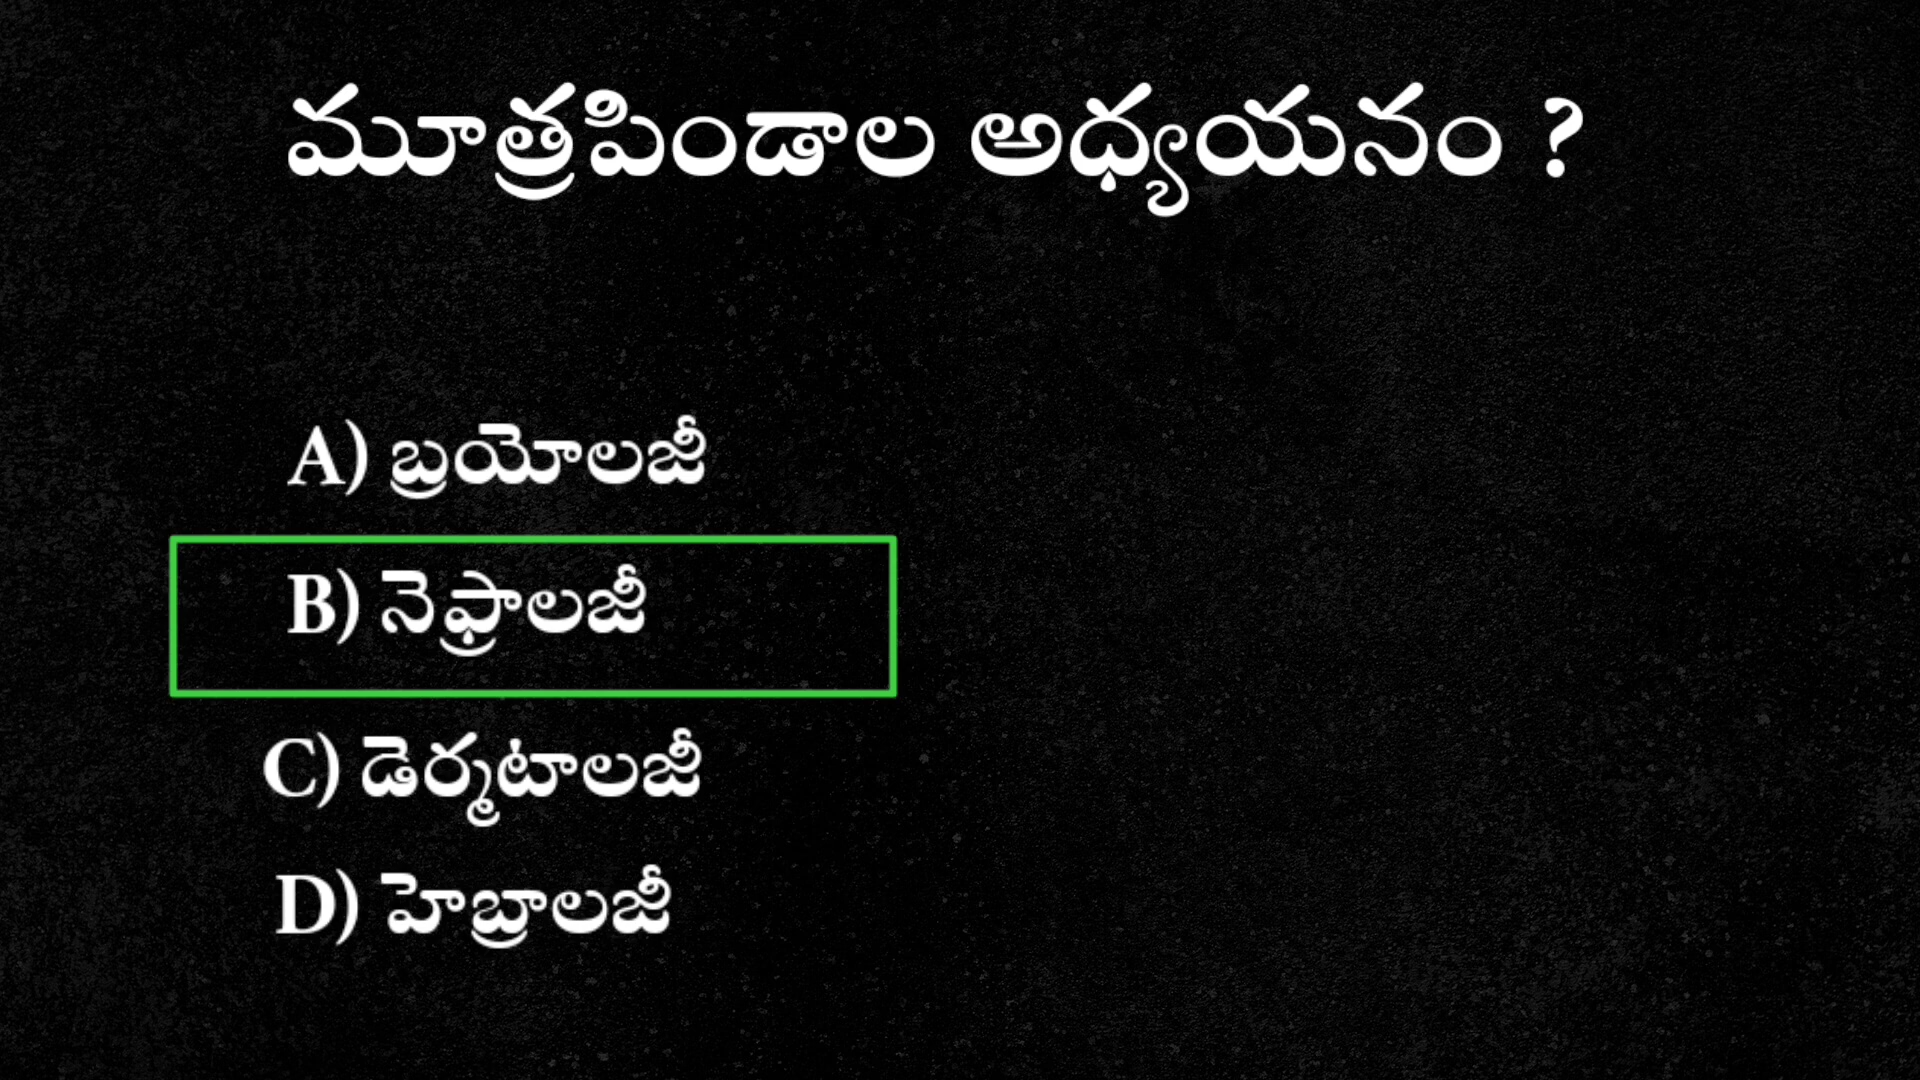 మూత్రపిండాల అధ్యయనం ?
A) బ్రయోలజీ
B) నెఫ్రాలజీ
C) డెర్మటాలజీ
D) హెబ్రాలజీ